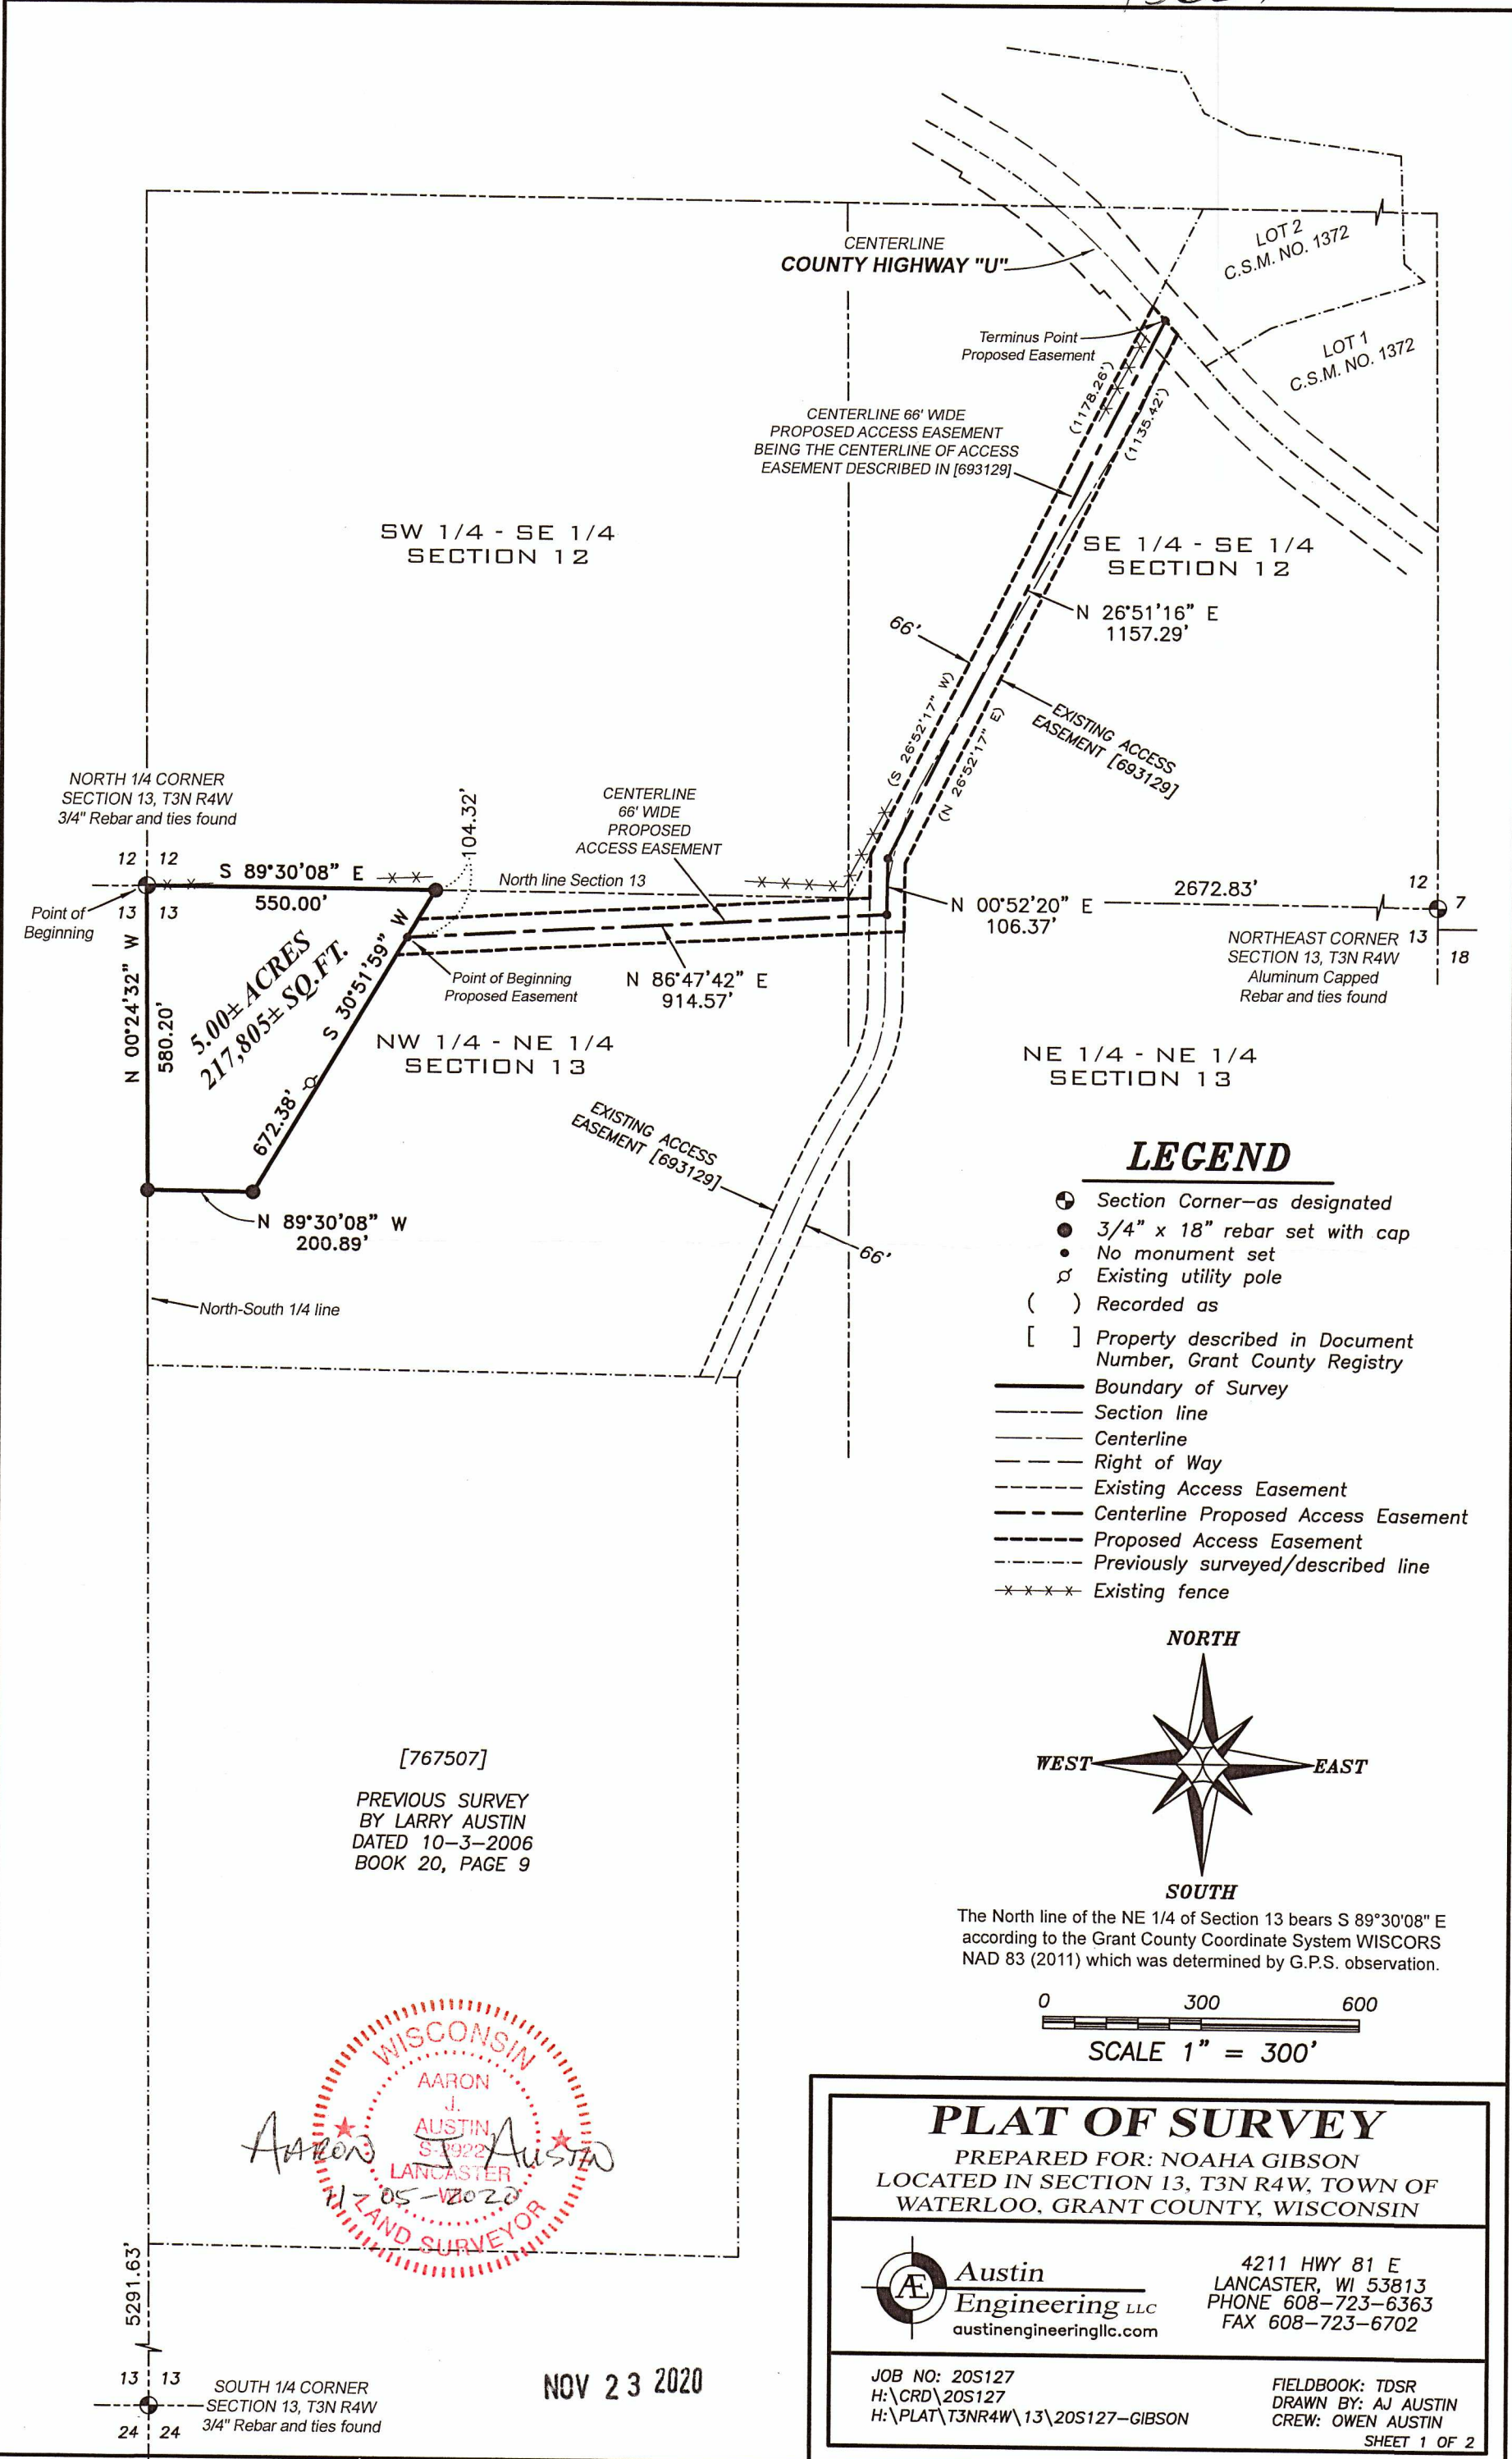 CENTERLINE
COUNTY HIGHWAY "U"
LOT 2
C.S.M. NO. 1372
LOT 1
C.S.M. NO. 1372
Terminus Point
Proposed Easement
(1178.26')
(1135.42')
CENTERLINE 66' WIDE
PROPOSED ACCESS EASEMENT
BEING THE CENTERLINE OF ACCESS
EASEMENT DESCRIBED IN [693129]
SW 1/4 - SE 1/4
SECTION 12
SE 1/4 - SE 1/4
SECTION 12
N 26°51'16" E
1157.29'
66'
(S 26°52'17" W)
(N 26°52'17" E)
EXISTING ACCESS
EASEMENT [693129]
NORTH 1/4 CORNER
SECTION 13, T3N R4W
3/4" Rebar and ties found
104.32'
CENTERLINE
66' WIDE
PROPOSED
ACCESS EASEMENT
12 12
13 13
S 89°30'08" E
550.00'
North line Section 13
2672.83'
12
7
13
18
Point of
Beginning
N 00°52'20" E
106.37'
NORTHEAST CORNER
SECTION 13, T3N R4W
Aluminum Capped
Rebar and ties found
N 00°24'32" W
580.20'
5.00± ACRES
217,805± SQ.FT.
S 30°51'59" W
672.38'
Point of Beginning
Proposed Easement
N 86°47'42" E
914.57'
NW 1/4 - NE 1/4
SECTION 13
NE 1/4 - NE 1/4
SECTION 13
EXISTING ACCESS
EASEMENT [693129]
66'
N 89°30'08" W
200.89'
North-South 1/4 line
LEGEND
Section Corner-as designated
3/4" x 18" rebar set with cap
No monument set
Existing utility pole
( ) Recorded as
[ ] Property described in Document
Number, Grant County Registry
Boundary of Survey
Section line
Centerline
Right of Way
Existing Access Easement
Centerline Proposed Access Easement
Proposed Access Easement
Previously surveyed/described line
Existing fence
NORTH
WEST
EAST
SOUTH
[767507]
PREVIOUS SURVEY
BY LARRY AUSTIN
DATED 10-3-2006
BOOK 20, PAGE 9
The North line of the NE 1/4 of Section 13 bears S 89°30'08" E
according to the Grant County Coordinate System WISCORS
NAD 83 (2011) which was determined by G.P.S. observation.
0 300 600
SCALE 1" = 300'
WISCONSIN
AARON
J.
AUSTIN
S-2922
LANCASTER
WI
LAND SURVEYOR
AARON J AUSTIN
11-05-2020
5291.63'
13 13
24 24
SOUTH 1/4 CORNER
SECTION 13, T3N R4W
3/4" Rebar and ties found
NOV 23 2020
PLAT OF SURVEY
PREPARED FOR: NOAHA GIBSON
LOCATED IN SECTION 13, T3N R4W, TOWN OF
WATERLOO, GRANT COUNTY, WISCONSIN
AE
Austin
Engineering LLC
austinengineeringllc.com
4211 HWY 81 E
LANCASTER, WI 53813
PHONE 608-723-6363
FAX 608-723-6702
JOB NO: 20S127
H:\CRD\20S127
H:\PLAT\T3NR4W\13\20S127-GIBSON
FIELDBOOK: TDSR
DRAWN BY: AJ AUSTIN
CREW: OWEN AUSTIN
SHEET 1 OF 2